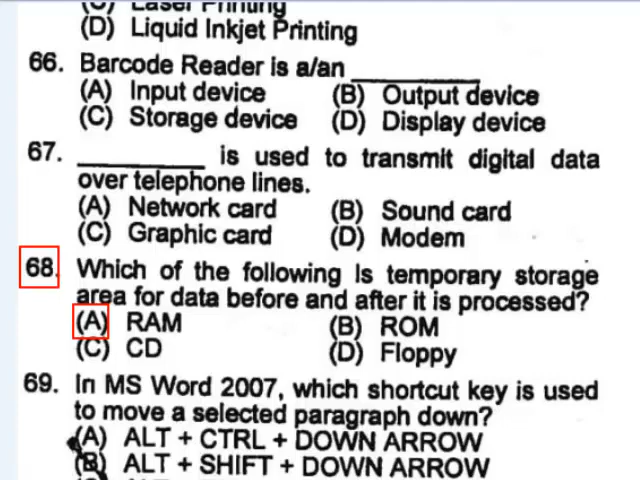 (C) Laser Printing
(D) Liquid Inkjet Printing
66. Barcode Reader is a/an ________
(A) Input device (B) Output device
(C) Storage device (D) Display device
67. ________ is used to transmit digital data
over telephone lines.
(A) Network card (B) Sound card
(C) Graphic card (D) Modem
68. Which of the following Is temporary storage
area for data before and after it is processed?
(A) RAM (B) ROM
(C) CD (D) Floppy
69. In MS Word 2007, which shortcut key is used
to move a selected paragraph down?
(A) ALT + CTRL + DOWN ARROW
(B) ALT + SHIFT + DOWN ARROW